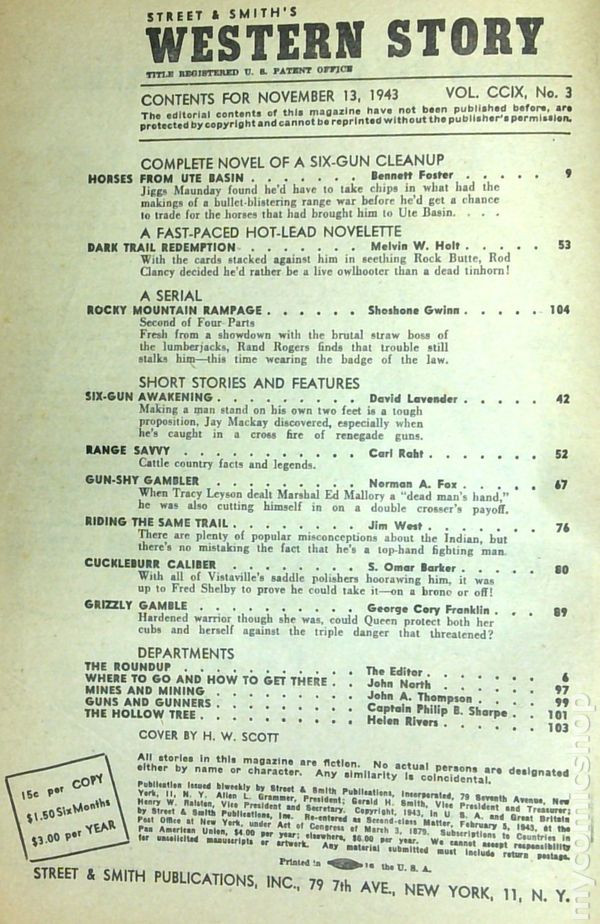 STREET & SMITH'S
WESTERN STORY
TITLE REGISTERED U. S. PATENT OFFICE
CONTENTS FOR NOVEMBER 13, 1943 VOL. CCIX, No. 3
The editorial contents of this magazine have not been published before, are
protected by copyright and cannot be reprinted without the publisher's permission.
COMPLETE NOVEL OF A SIX-GUN CLEANUP
HORSES FROM UTE BASIN . . . . . . . Bennett Foster . . . . . 9
Jiggs Maunday found he'd have to take chips in what had the
makings of a bullet-blistering range war before he'd get a chance
to trade for the horses that had brought him to Ute Basin. . . .
A FAST-PACED HOT-LEAD NOVELETTE
DARK TRAIL REDEMPTION . . . . . . . Melvin W. Holt . . . . . 53
With the cards stacked against him in seething Rock Butte, Rod
Clancy decided he'd rather be a live owlhooter than a dead tinhorn!
A SERIAL
ROCKY MOUNTAIN RAMPAGE . . . . . . Shoshone Gwinn . . . . . 104
Second of Four Parts
Fresh from a showdown with the brutal straw boss of
the lumberjacks, Rand Rogers finds that trouble still
stalks him—this time wearing the badge of the law.
SHORT STORIES AND FEATURES
SIX-GUN AWAKENING . . . . . . . . . David Lavender . . . . . 42
Making a man stand on his own two feet is a tough
proposition, Jay Mackay discovered, especially when
he's caught in a cross fire of renegade guns.
RANGE SAVVY . . . . . . . . . . . Carl Raht . . . . . . . 52
Cattle country facts and legends.
GUN-SHY GAMBLER . . . . . . . . . Norman A. Fox . . . . . 67
When Tracy Leyson dealt Marshal Ed Mallory a "dead man's hand,"
he was also cutting himself in on a double crosser's payoff.
RIDING THE SAME TRAIL . . . . . . . . Jim West . . . . . . . 76
There are plenty of popular misconceptions about the Indian, but
there's no mistaking the fact that he's a top-hand fighting man.
CUCKLEBURR CALIBER . . . . . . . . S. Omar Barker . . . . . 80
With all of Vistaville's saddle polishers hoorawing him, it was
up to Fred Shelby to prove he could take it—on a bronc or off!
GRIZZLY GAMBLE . . . . . . . . . . George Cory Franklin . . . 89
Hardened warrior though she was, could Queen protect both her
cubs and herself against the triple danger that threatened?
DEPARTMENTS
THE ROUNDUP . . . . . . . . . . . The Editor . . . . . . . 6
WHERE TO GO AND HOW TO GET THERE . . John North . . . . . . 97
MINES AND MINING . . . . . . . . . John A. Thompson . . . . 99
GUNS AND GUNNERS . . . . . . . . . Captain Philip B. Sharpe . . 101
THE HOLLOW TREE . . . . . . . . . . Helen Rivers . . . . . . 103
COVER BY H. W. SCOTT
All stories in this magazine are fiction. No actual persons are designated
either by name or character. Any similarity is coincidental.
15c per COPY
$1.50 Six Months
$3.00 per YEAR
Publication issued biweekly by Street & Smith Publications, Incorporated, 79 Seventh Avenue, New
York, 11, N. Y. Allen L. Grammer, President; Gerald H. Smith, Vice President and Treasurer;
Henry W. Ralston, Vice President and Secretary. Copyright, 1943, in U. S. A. and Great Britain
by Street & Smith Publications, Inc. Re-entered as Second-class Matter, February 5, 1943, at the
Post Office at New York, under Act of Congress of March 3, 1879. Subscriptions to Countries in
Pan American Union, $4.00 per year; elsewhere, $6.00 per year. We cannot accept responsibility
for unsolicited manuscripts or artwork. Any material submitted must include return postage.
Printed in the U. S. A.
STREET & SMITH PUBLICATIONS, INC., 79 7th AVE., NEW YORK, 11, N. Y.
mycomicshop